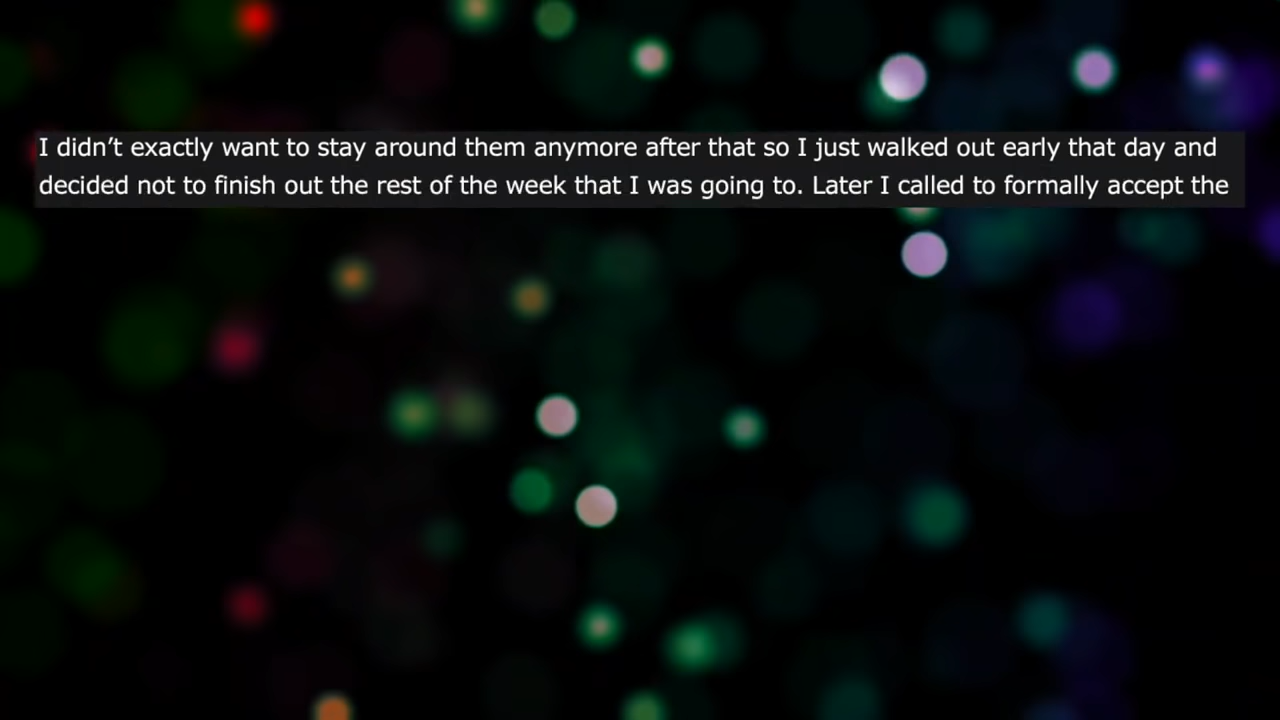 I didn’t exactly want to stay around them anymore after that so I just walked out early that day and
decided not to finish out the rest of the week that I was going to. Later I called to formally accept the